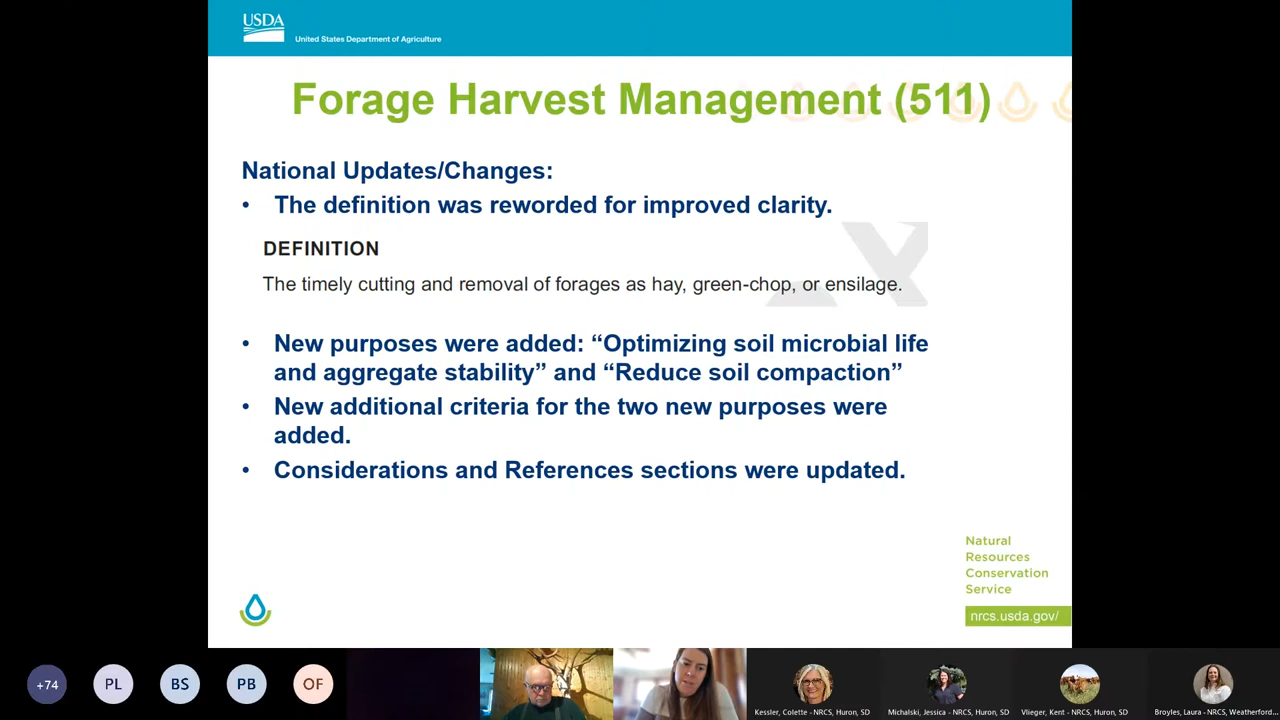 USDA
United States Department of Agriculture
Forage Harvest Management (511)
National Updates/Changes:
• The definition was reworded for improved clarity.
DEFINITION
The timely cutting and removal of forages as hay, green-chop, or ensilage.
• New purposes were added: “Optimizing soil microbial life
and aggregate stability” and “Reduce soil compaction”
• New additional criteria for the two new purposes were
added.
• Considerations and References sections were updated.
Natural
Resources
Conservation
Service
nrcs.usda.gov/
+74
PL
BS
PB
OF
Kessler, Colette - NRCS, Huron, SD
Michalski, Jessica - NRCS, Huron, SD
Vlieger, Kent - NRCS, Huron, SD
Broyles, Laura - NRCS, Weatherford...